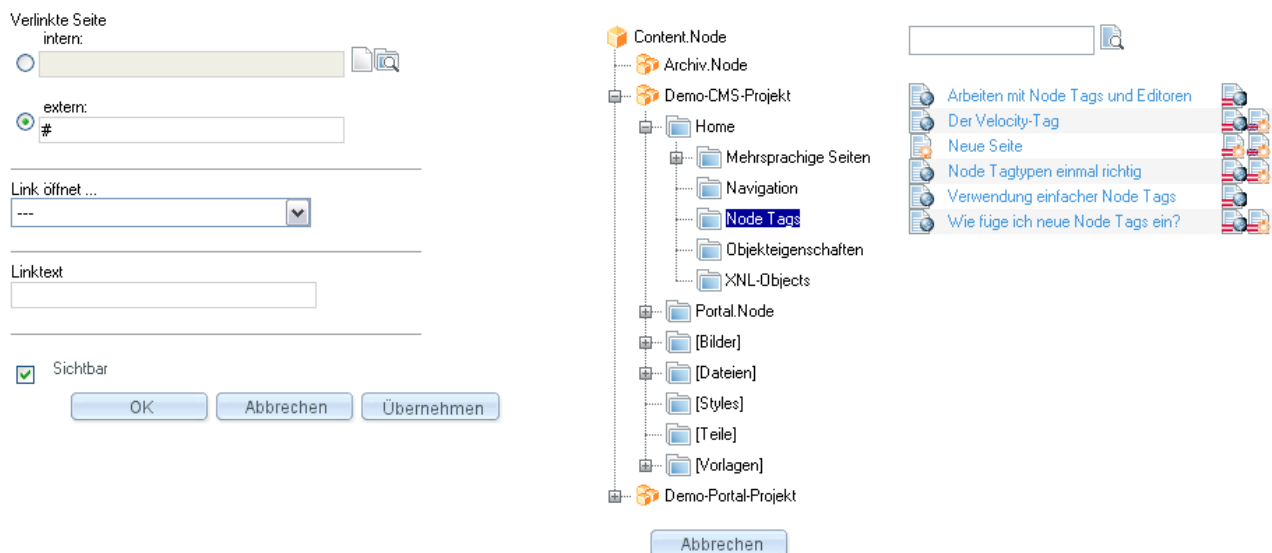 Verlinkte Seite
intern:
extern:
#
Link öffnet ...
---
Linktext
Sichtbar
OK
Abbrechen
Übernehmen
Content.Node
Archiv.Node
Demo-CMS-Projekt
Home
Mehrsprachige Seiten
Navigation
Node Tags
Objekteigenschaften
XNL-Objects
Portal.Node
[Bilder]
[Dateien]
[Styles]
[Teile]
[Vorlagen]
Demo-Portal-Projekt
Abbrechen
Arbeiten mit Node Tags und Editoren
Der Velocity-Tag
Neue Seite
Node Tagtypen einmal richtig
Verwendung einfacher Node Tags
Wie füge ich neue Node Tags ein?